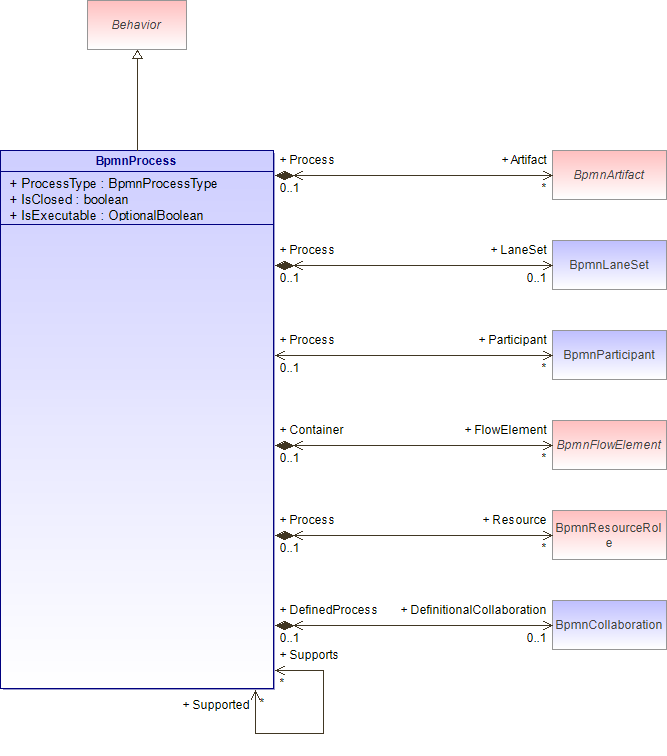 Behavior
BpmnProcess
+ ProcessType : BpmnProcessType
+ IsClosed : boolean
+ IsExecutable : OptionalBoolean
+ Process
+ Artifact
0..1
*
BpmnArtifact
+ Process
+ LaneSet
0..1
0..1
BpmnLaneSet
+ Process
+ Participant
0..1
*
BpmnParticipant
+ Container
+ FlowElement
0..1
*
BpmnFlowElement
+ Process
+ Resource
0..1
*
BpmnResourceRol
e
+ DefinedProcess
+ DefinitionalCollaboration
0..1
0..1
BpmnCollaboration
+ Supports
*
+ Supported
*